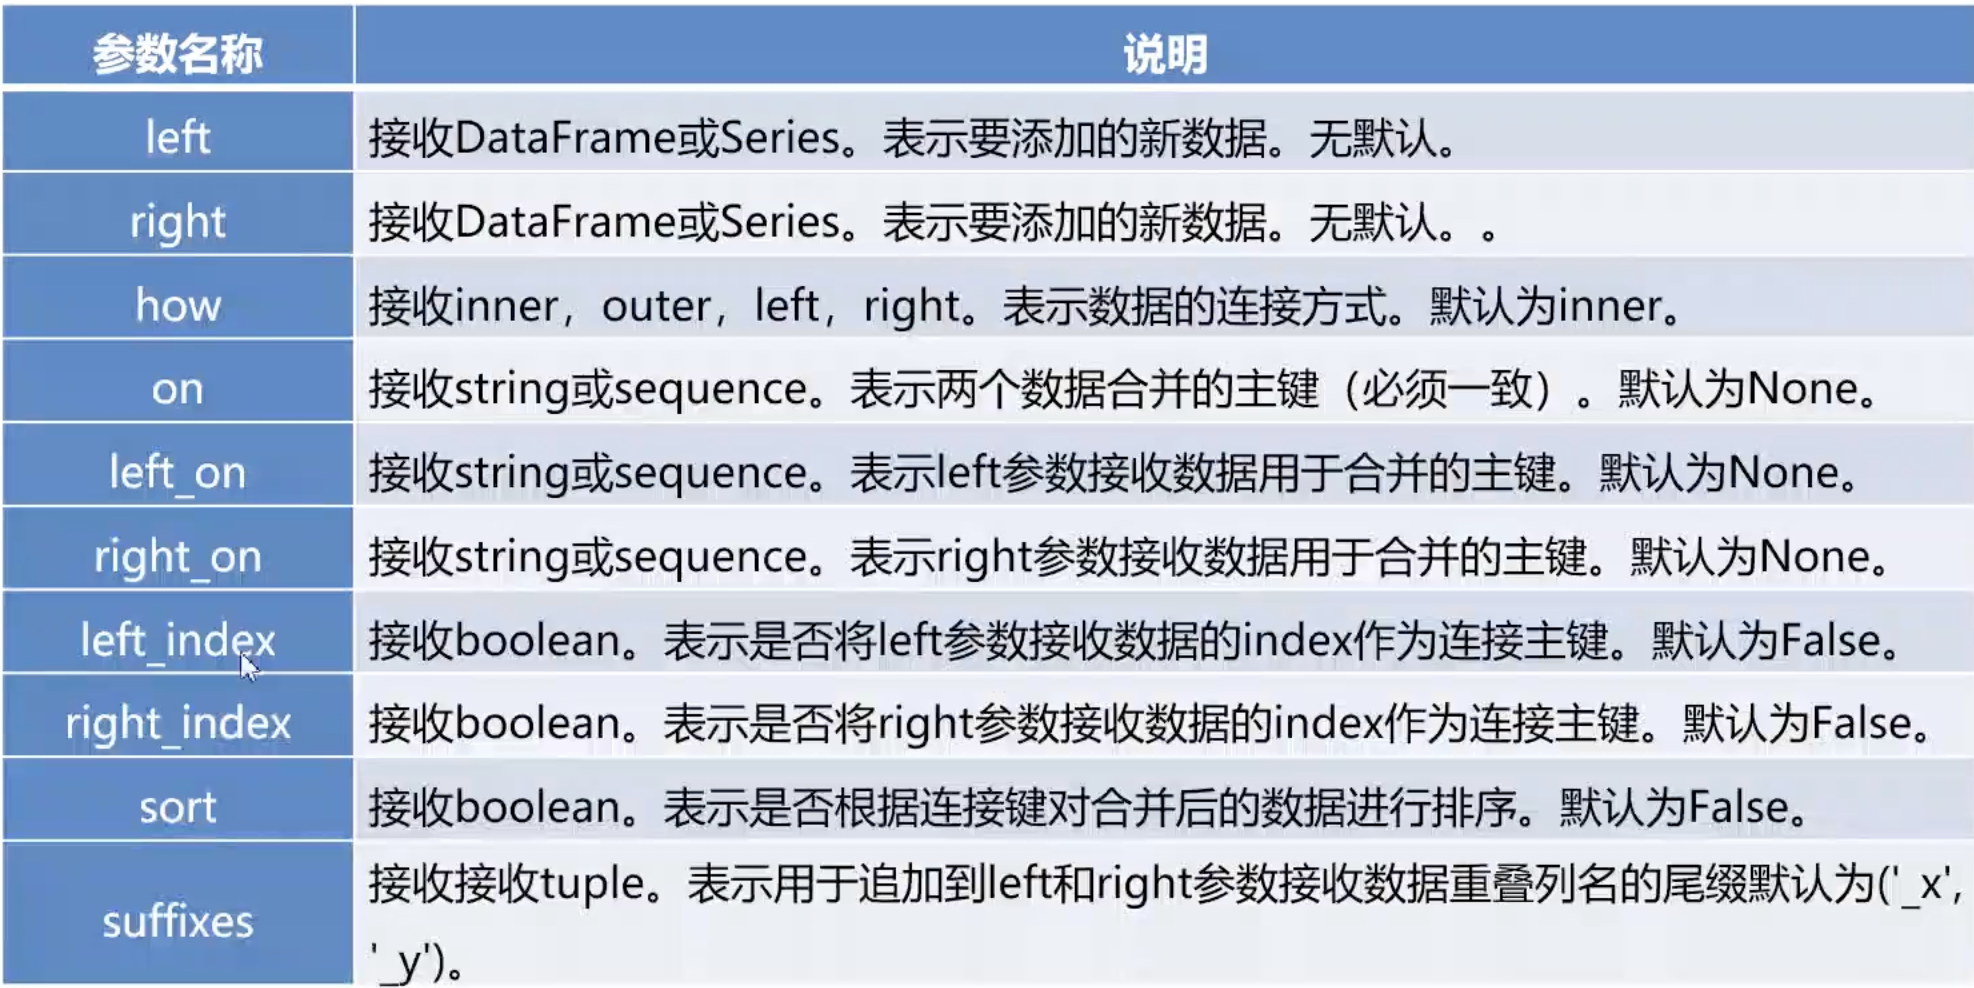 参数名称 说明
left 接收DataFrame或Series。表示要添加的新数据。无默认。
right 接收DataFrame或Series。表示要添加的新数据。无默认。。
how 接收inner，outer，left，right。表示数据的连接方式。默认为inner。
on 接收string或sequence。表示两个数据合并的主键（必须一致）。默认为None。
left_on 接收string或sequence。表示left参数接收数据用于合并的主键。默认为None。
right_on 接收string或sequence。表示right参数接收数据用于合并的主键。默认为None。
left_index 接收boolean。表示是否将left参数接收数据的index作为连接主键。默认为False。
right_index 接收boolean。表示是否将right参数接收数据的index作为连接主键。默认为False。
sort 接收boolean。表示是否根据连接键对合并后的数据进行排序。默认为False。
suffixes 接收接收tuple。表示用于追加到left和right参数接收数据重叠列名的尾缀默认为('_x',
'_y')。